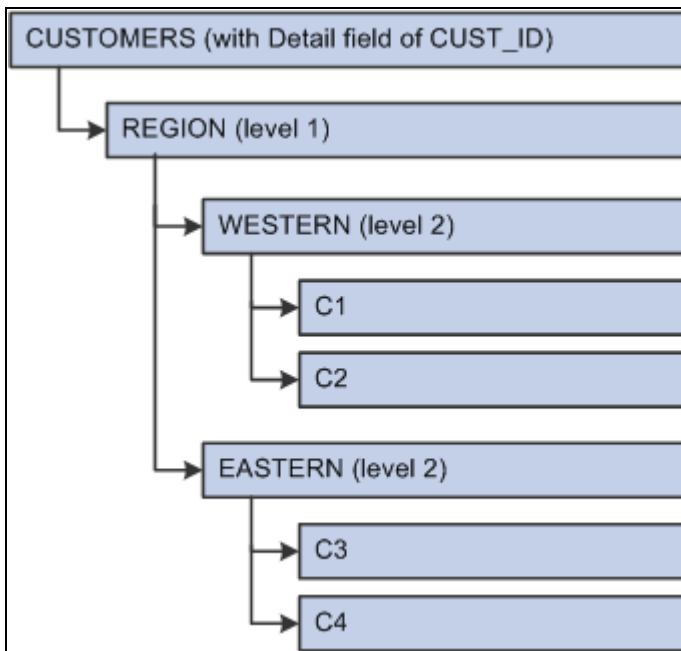 CUSTOMERS (with Detail field of CUST_ID)
REGION (level 1)
WESTERN (level 2)
C1
C2
EASTERN (level 2)
C3
C4